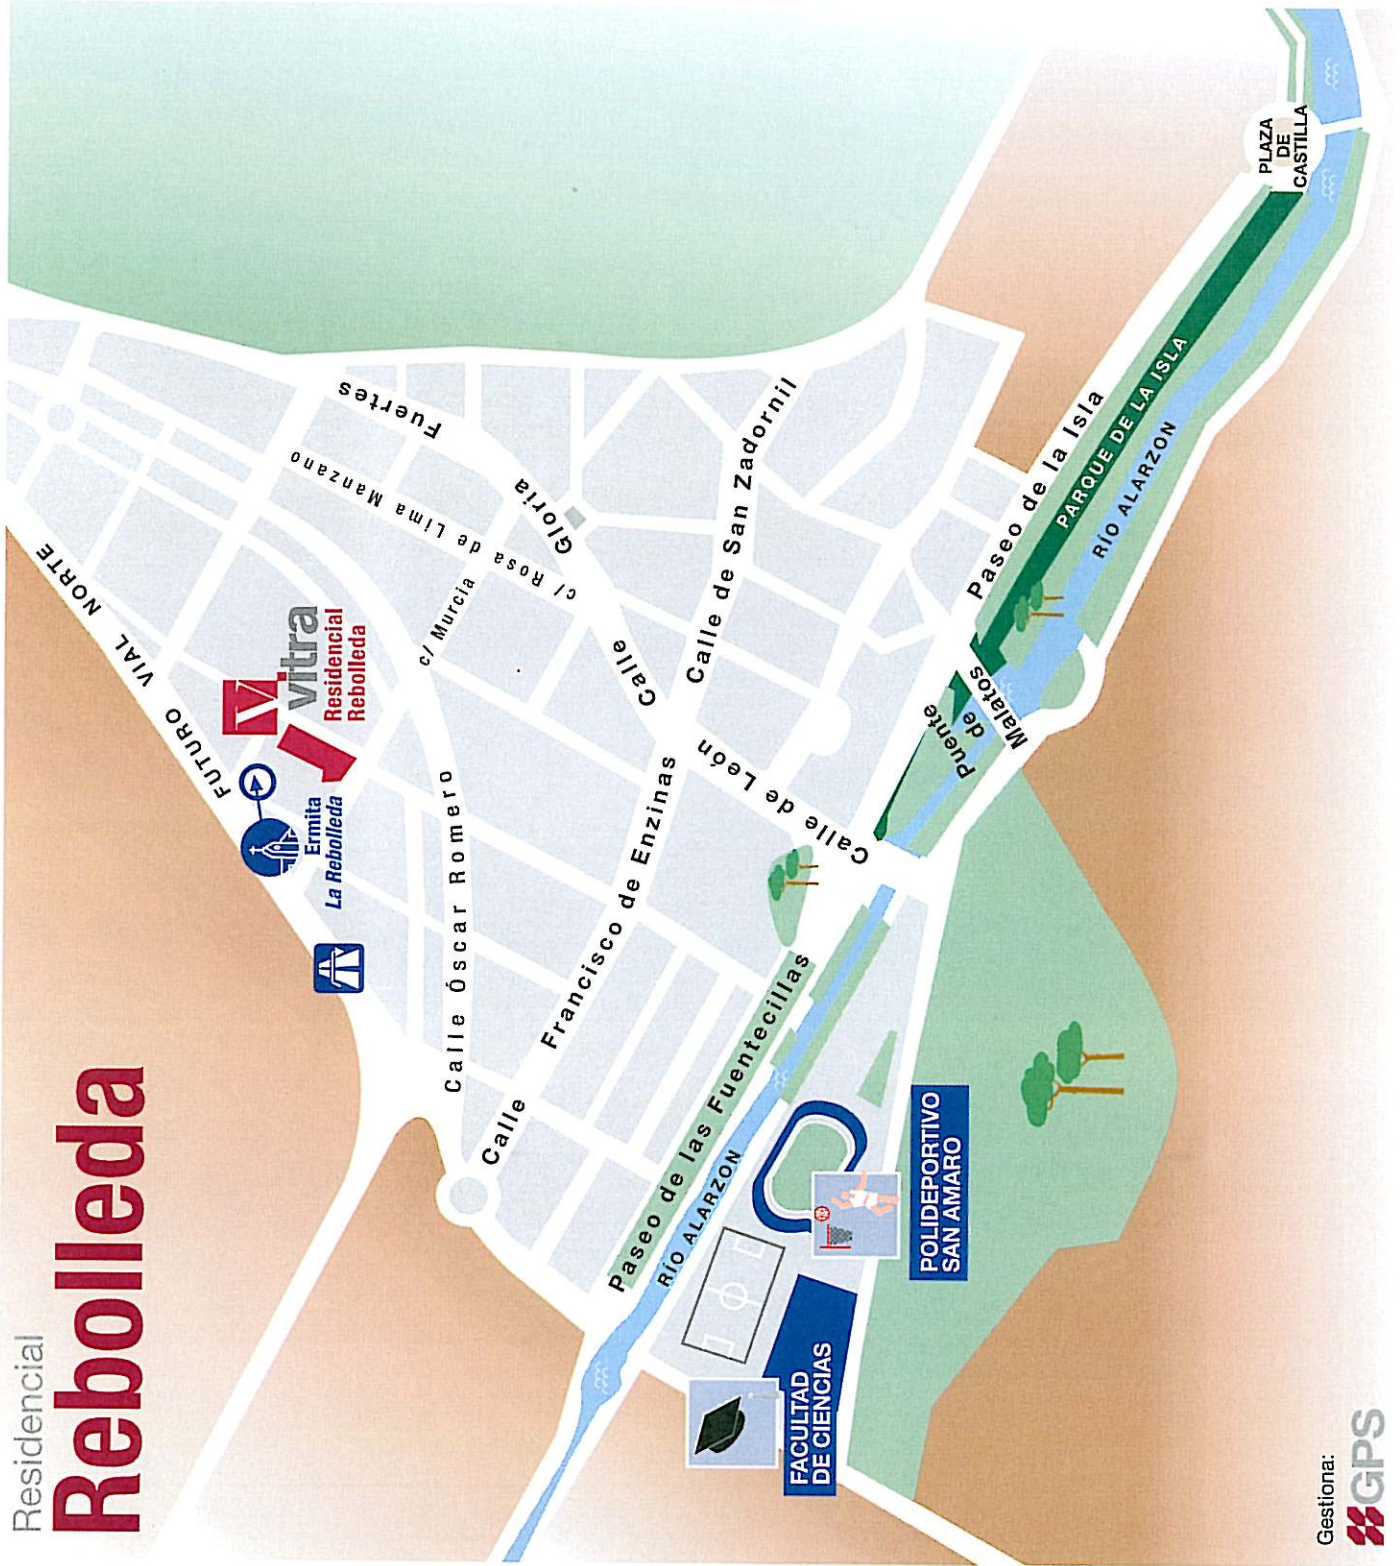 Residencial
Rebolleda
FUTURO VIAL NORTE
V
vitra
Residencial
Rebolleda
Ermita
La Rebolleda
Calle Óscar Romero
c/ Murcia
c/ Rosa de Lima Manzano
Calle Gloria Fuertes
Calle Francisco de Enzinas
Calle de San Zadornil
Calle de León
Paseo de las Fuentecillas
RÍO ALARZON
Puente
de
Malatos
Paseo de la Isla
PARQUE DE LA ISLA
RÍO ALARZON
PLAZA
DE
CASTILLA
FACULTAD
DE CIENCIAS
POLIDEPORTIVO
SAN AMARO
Gestiona:
GPS